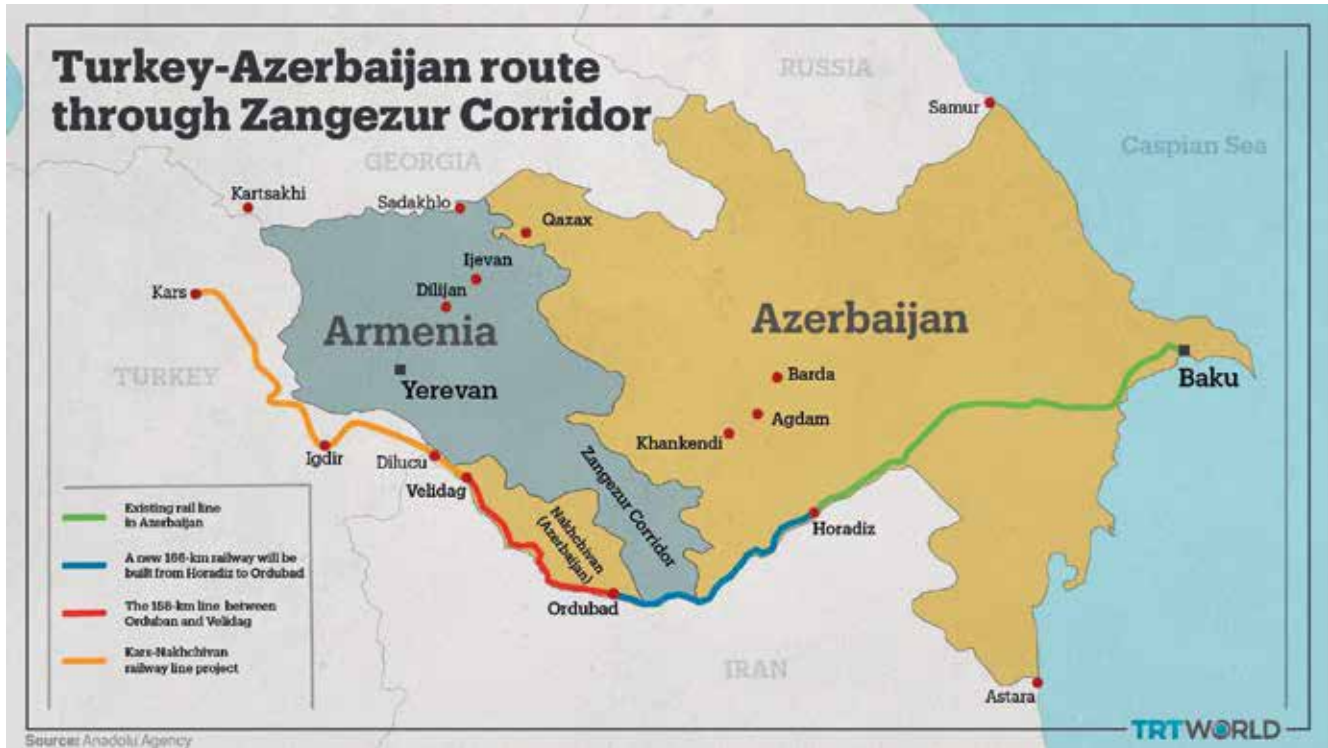 Turkey-Azerbaijan route
through Zangezur Corridor
RUSSIA
Samur
Caspian Sea
GEORGIA
Kartsakhi
Sadakhlo
Qazax
Ijevan
Kars
Dilijan
Armenia
Azerbaijan
TURKEY
Yerevan
Barda
Baku
Agdam
Khankendi
Igdir
Dilucu
Velidag
Zangezur Corridor
Nakhchivan
(Azerbaijan)
Horadiz
Ordubad
IRAN
Astara
Existing rail line
in Azerbaijan
A new 166-km railway will be
built from Horadiz to Ordubad
The 158-km line between
Orduban and Velidag
Kars-Nakhchivan
railway line project
TRTWORLD
Source: Anadolu Agency